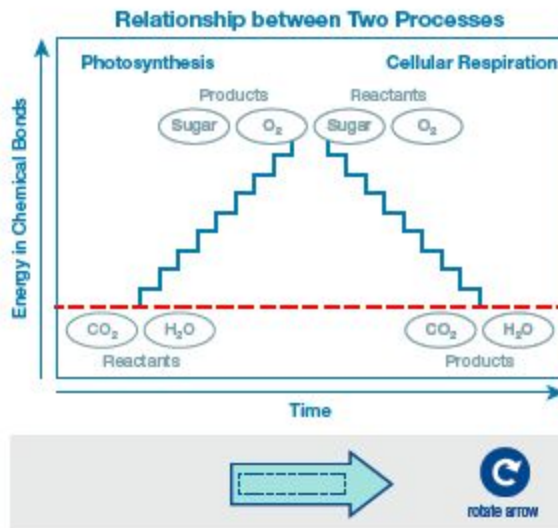 Relationship between Two Processes
Photosynthesis
Cellular Respiration
Products
Reactants
Sugar
O₂
Sugar
O₂
Energy in Chemical Bonds
CO₂
H₂O
CO₂
H₂O
Reactants
Products
Time
rotate arrow